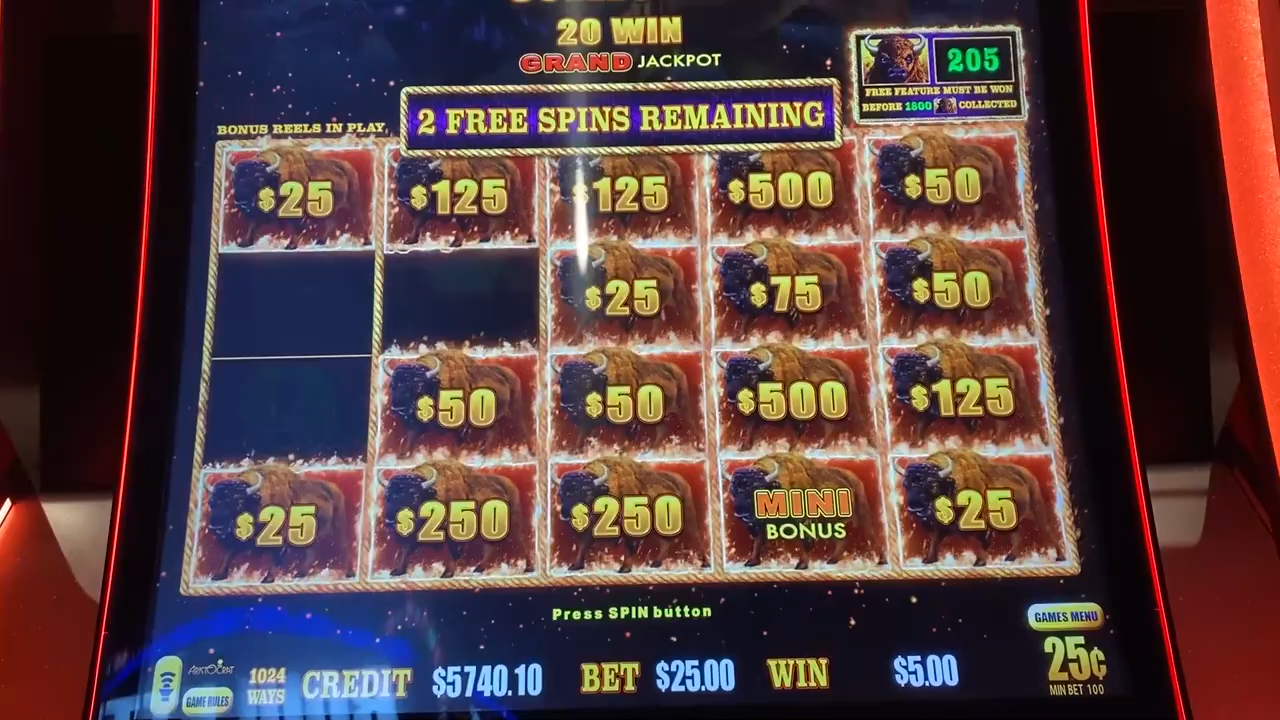 20 WIN
GRAND JACKPOT
205
FREE FEATURE MUST BE WON
BEFORE 1800 COLLECTED
2 FREE SPINS REMAINING
BONUS REELS IN PLAY
$25 $125 $125 $500 $50
$25 $75 $50
$50 $50 $500 $125
$25 $250 $250 MINI BONUS $25
Press SPIN button
GAMES MENU
ARISTOCRAT
GAME RULES
1024 WAYS
CREDIT $5740.10 BET $25.00 WIN $5.00
25¢
MIN BET 100